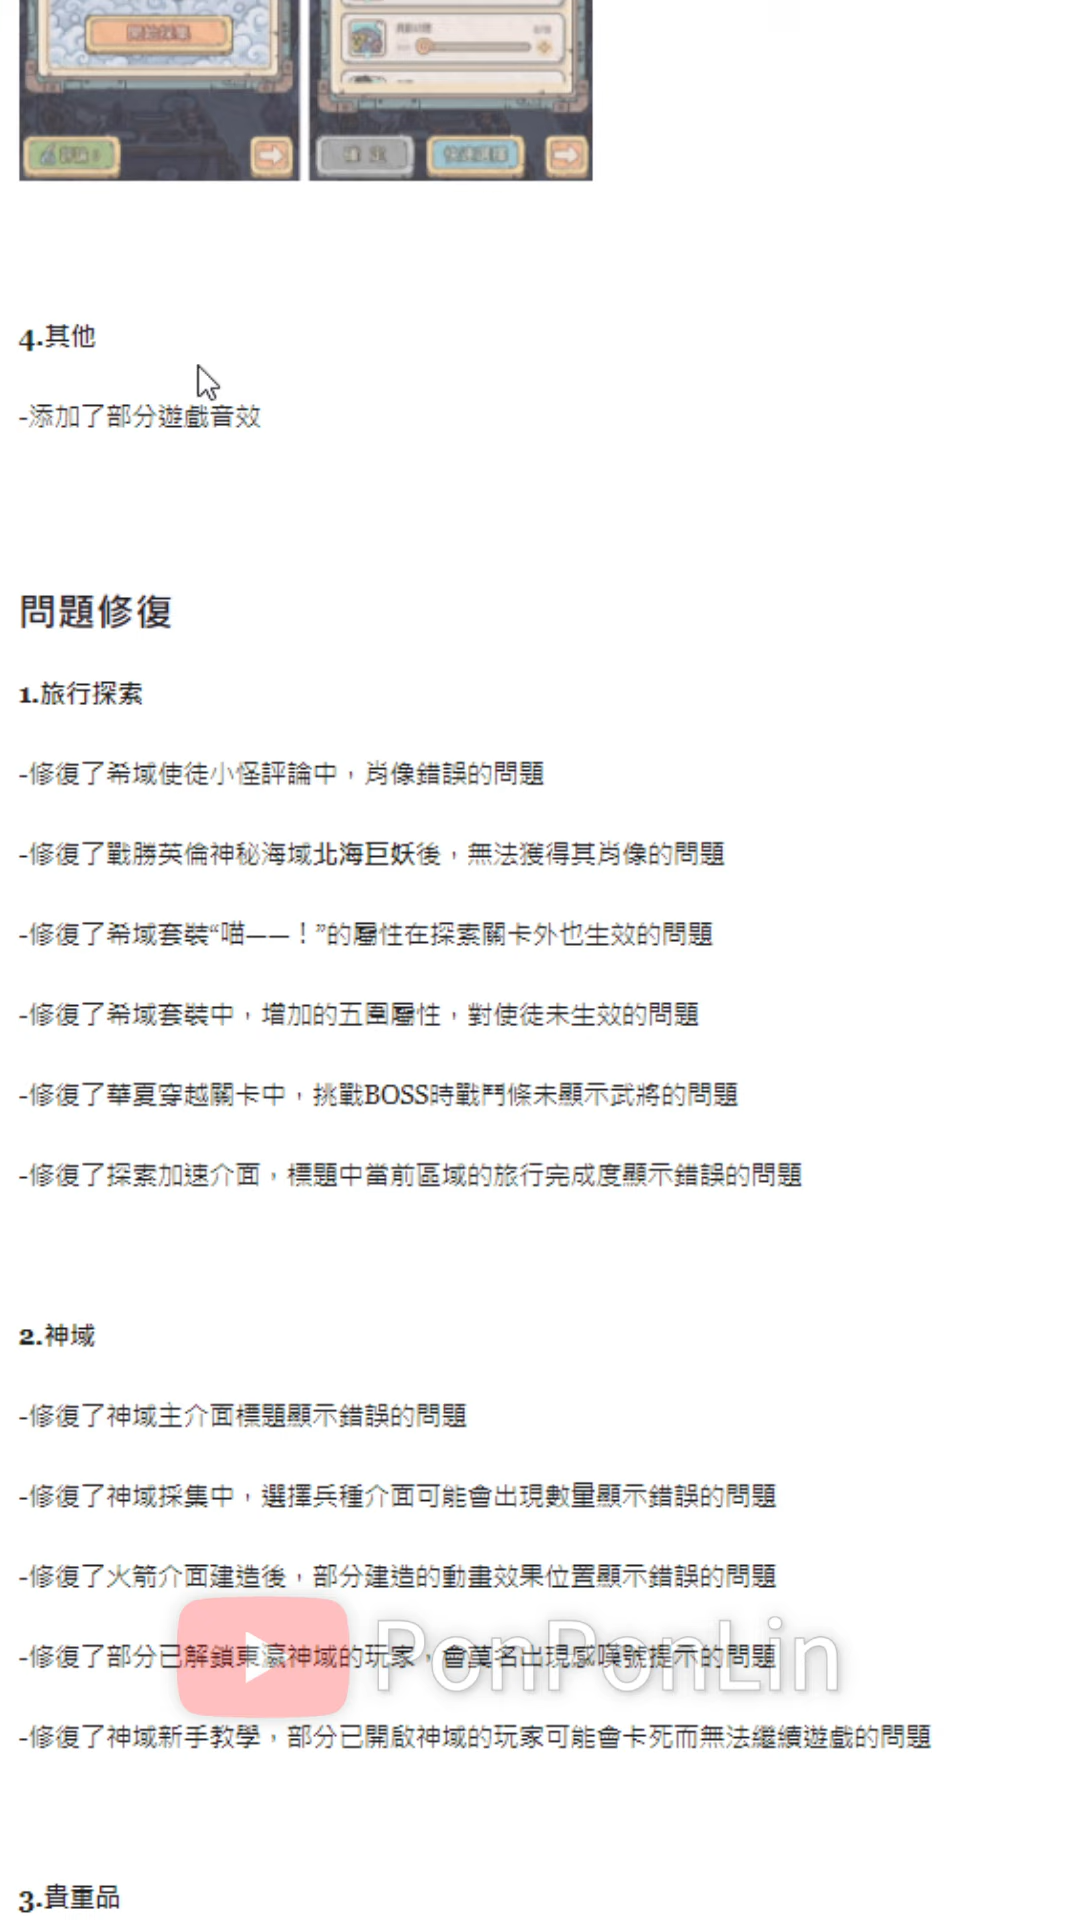 4.其他
-添加了部分遊戲音效
問題修復
1.旅行探索
-修復了希域使徒小怪評論中，肖像錯誤的問題
-修復了戰勝英倫神秘海域北海巨妖後，無法獲得其肖像的問題
-修復了希域套裝“喵——！”的屬性在探索關卡外也生效的問題
-修復了希域套裝中，增加的五圍屬性，對使徒未生效的問題
-修復了華夏穿越關卡中，挑戰BOSS時戰鬥條未顯示武將的問題
-修復了探索加速介面，標題中當前區域的旅行完成度顯示錯誤的問題
2.神域
-修復了神域主介面標題顯示錯誤的問題
-修復了神域採集中，選擇兵種介面可能會出現數量顯示錯誤的問題
-修復了火箭介面建造後，部分建造的動畫效果位置顯示錯誤的問題
-修復了部分已解鎖東瀛神域的玩家，會莫名出現感嘆號提示的問題
PonPonLin
-修復了神域新手教學，部分已開啟神域的玩家可能會卡死而無法繼續遊戲的問題
3.貴重品